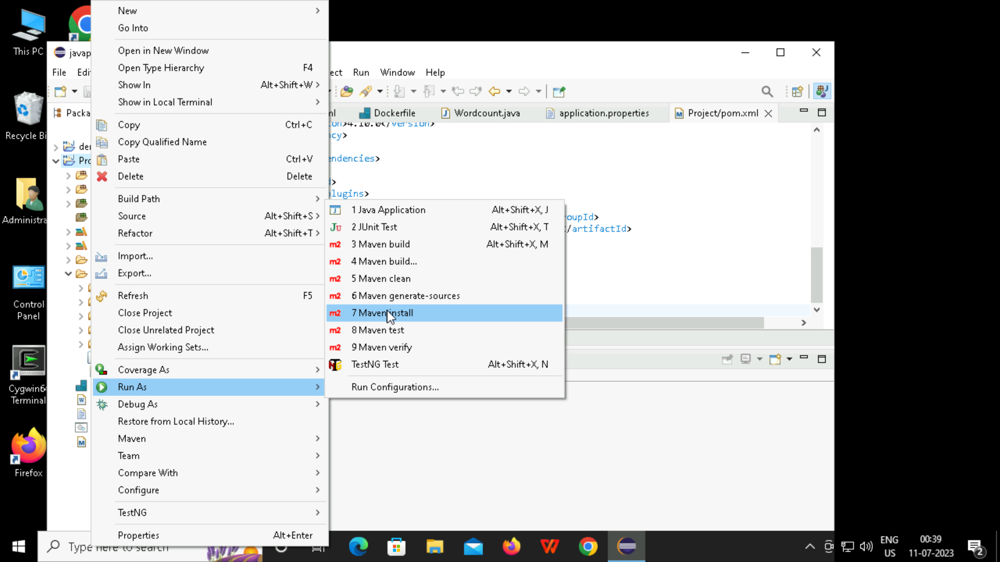 This PC
Recycle Bi
Administra
Control
Panel
Cygwin64
Terminal
Firefox
javap
File Edi
Packa
der
Pro
New
Go Into
Open in New Window
Open Type Hierarchy F4
Show In Alt+Shift+W
Show in Local Terminal
Copy Ctrl+C
Copy Qualified Name
Paste Ctrl+V
Delete Delete
Build Path
Source Alt+Shift+S
Refactor Alt+Shift+T
Import...
Export...
Refresh F5
Close Project
Close Unrelated Project
Assign Working Sets...
Coverage As
Run As
Debug As
Restore from Local History...
Maven
Team
Compare With
Configure
TestNG
Properties Alt+Enter
ect Run Window Help
ml Dockerfile Wordcount.java application.properties Project/pom.xml
on>4.10.0</version>
ncy>
endencies>
d>
plugins>
oupId>
/artifactId>
1 Java Application Alt+Shift+X, J
2 JUnit Test Alt+Shift+X, T
3 Maven build Alt+Shift+X, M
4 Maven build...
5 Maven clean
6 Maven generate-sources
7 Maven install
8 Maven test
9 Maven verify
TestNG Test Alt+Shift+X, N
Run Configurations...
Type here to search
ENG
US
00:39
11-07-2023
2